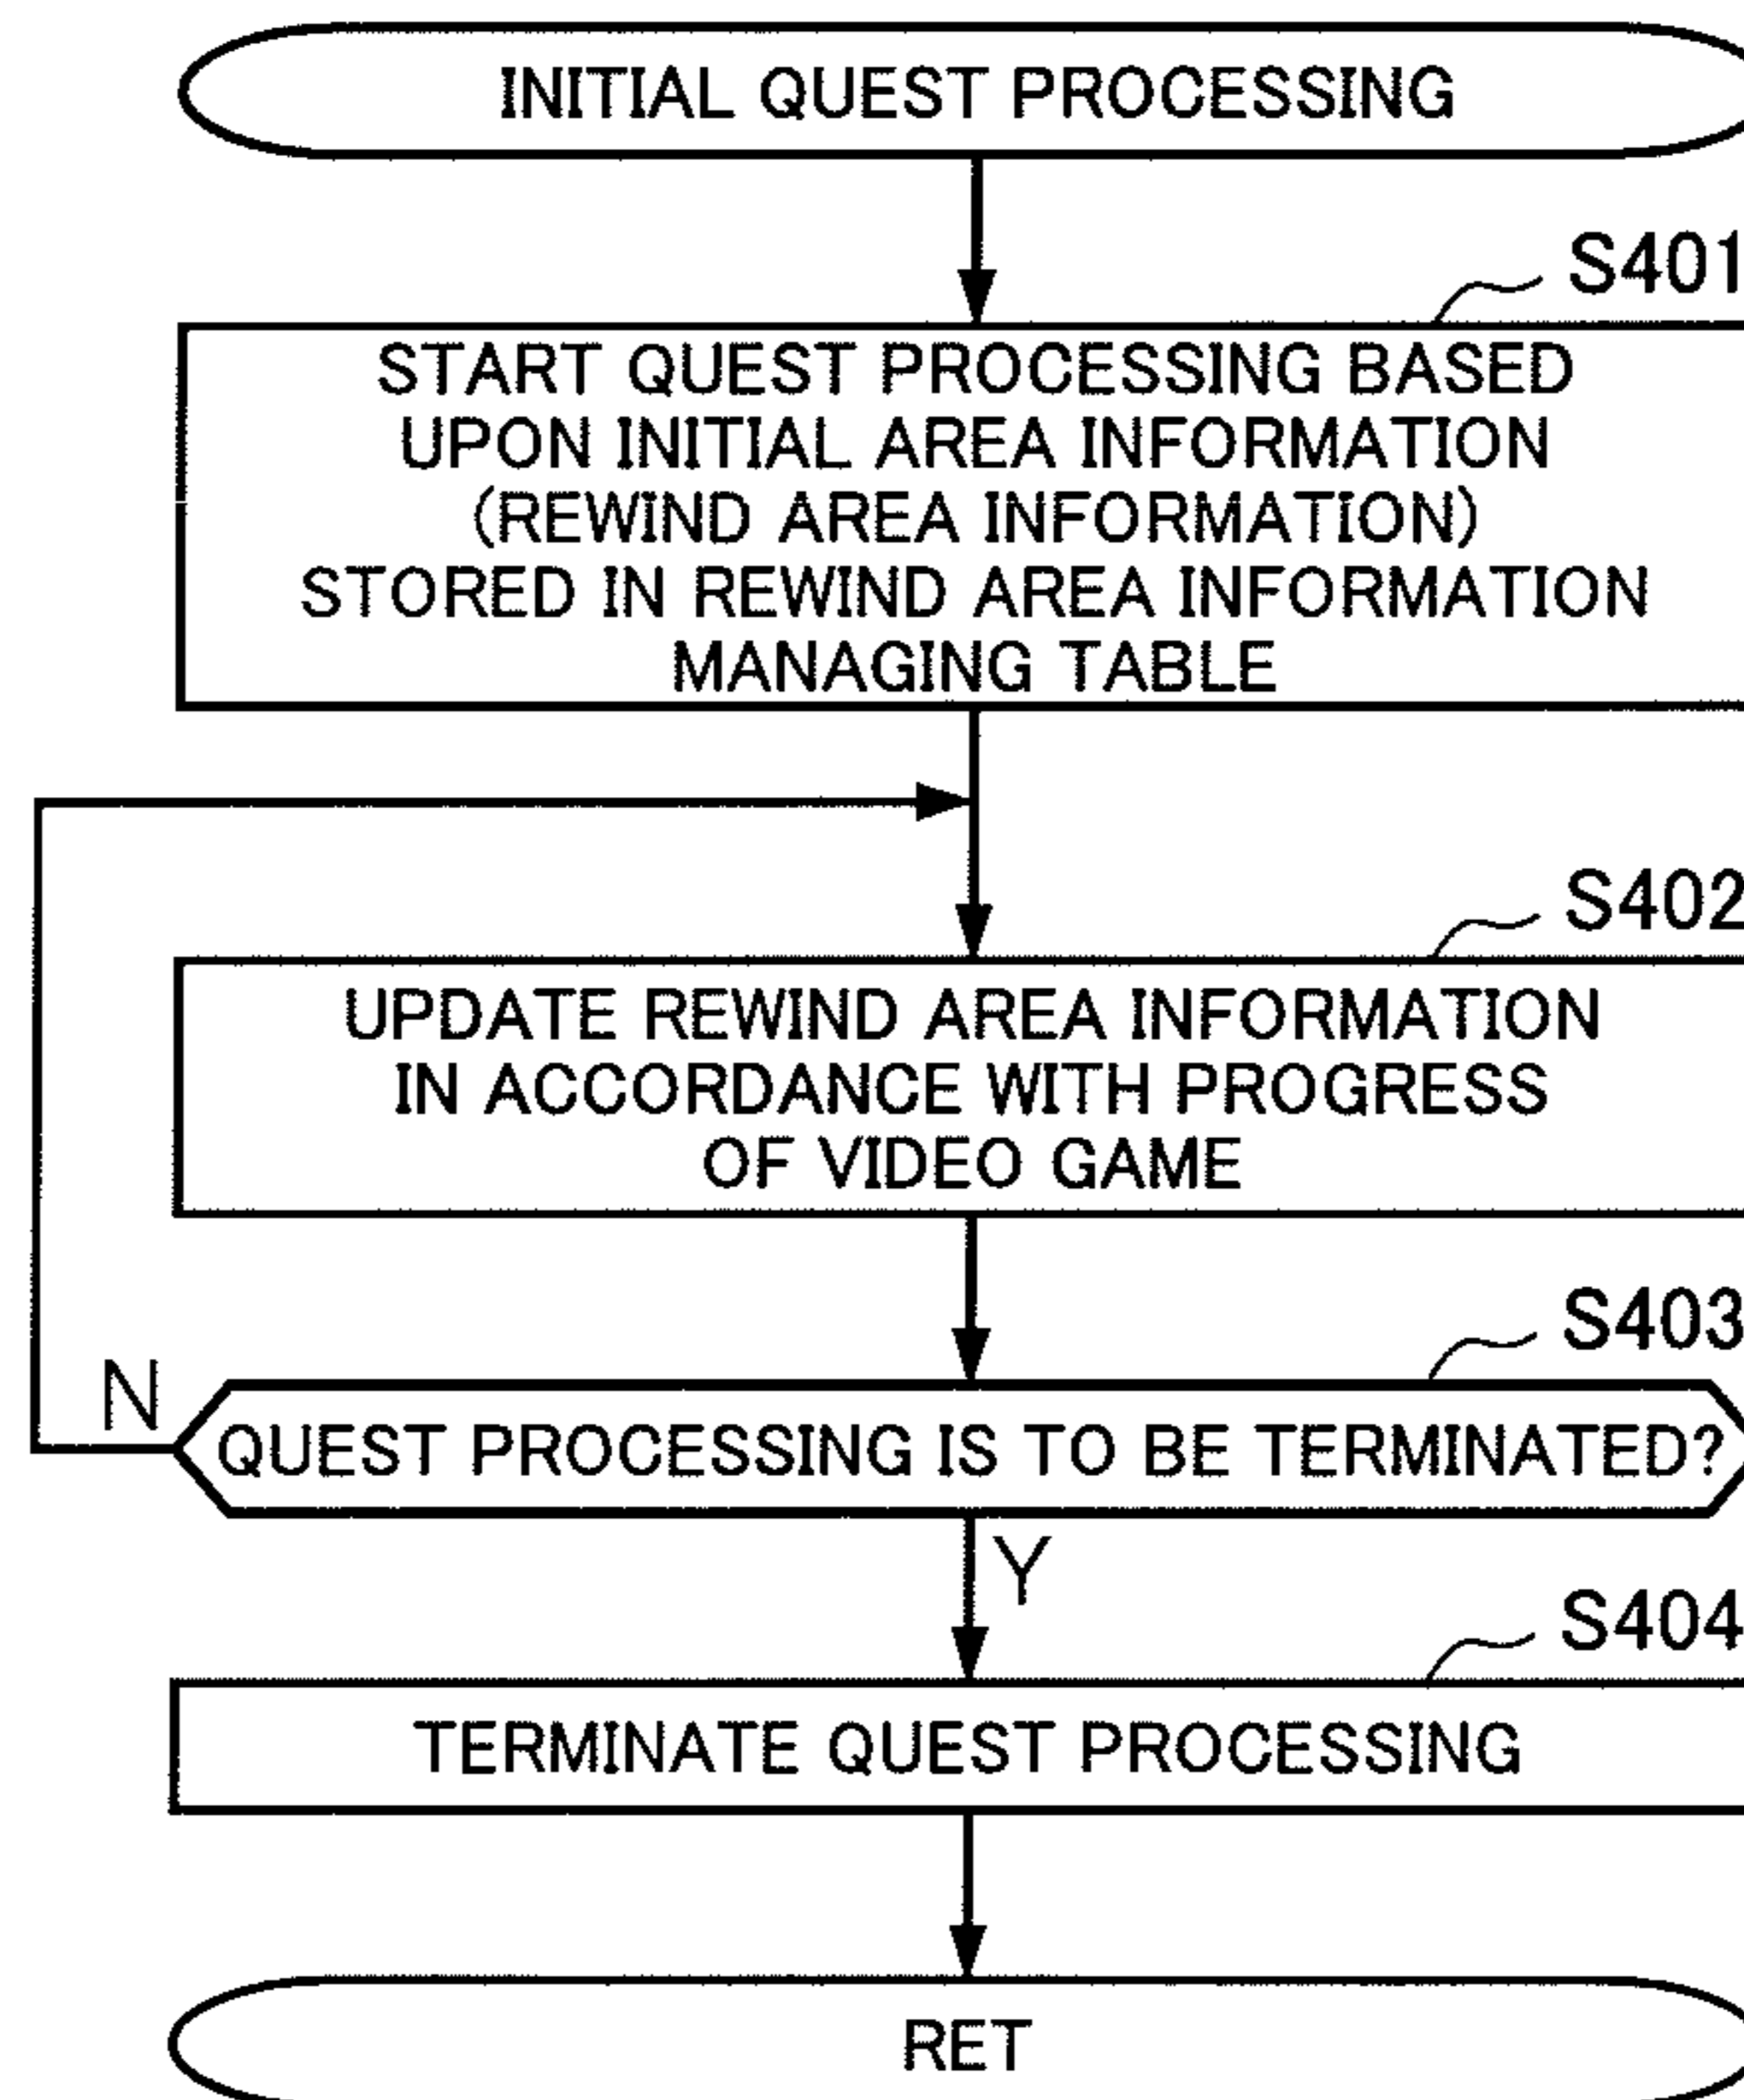 INITIAL QUEST PROCESSING
S401
START QUEST PROCESSING BASED
UPON INITIAL AREA INFORMATION
(REWIND AREA INFORMATION)
STORED IN REWIND AREA INFORMATION
MANAGING TABLE
S402
UPDATE REWIND AREA INFORMATION
IN ACCORDANCE WITH PROGRESS
OF VIDEO GAME
S403
N
QUEST PROCESSING IS TO BE TERMINATED?
Y
S404
TERMINATE QUEST PROCESSING
RET